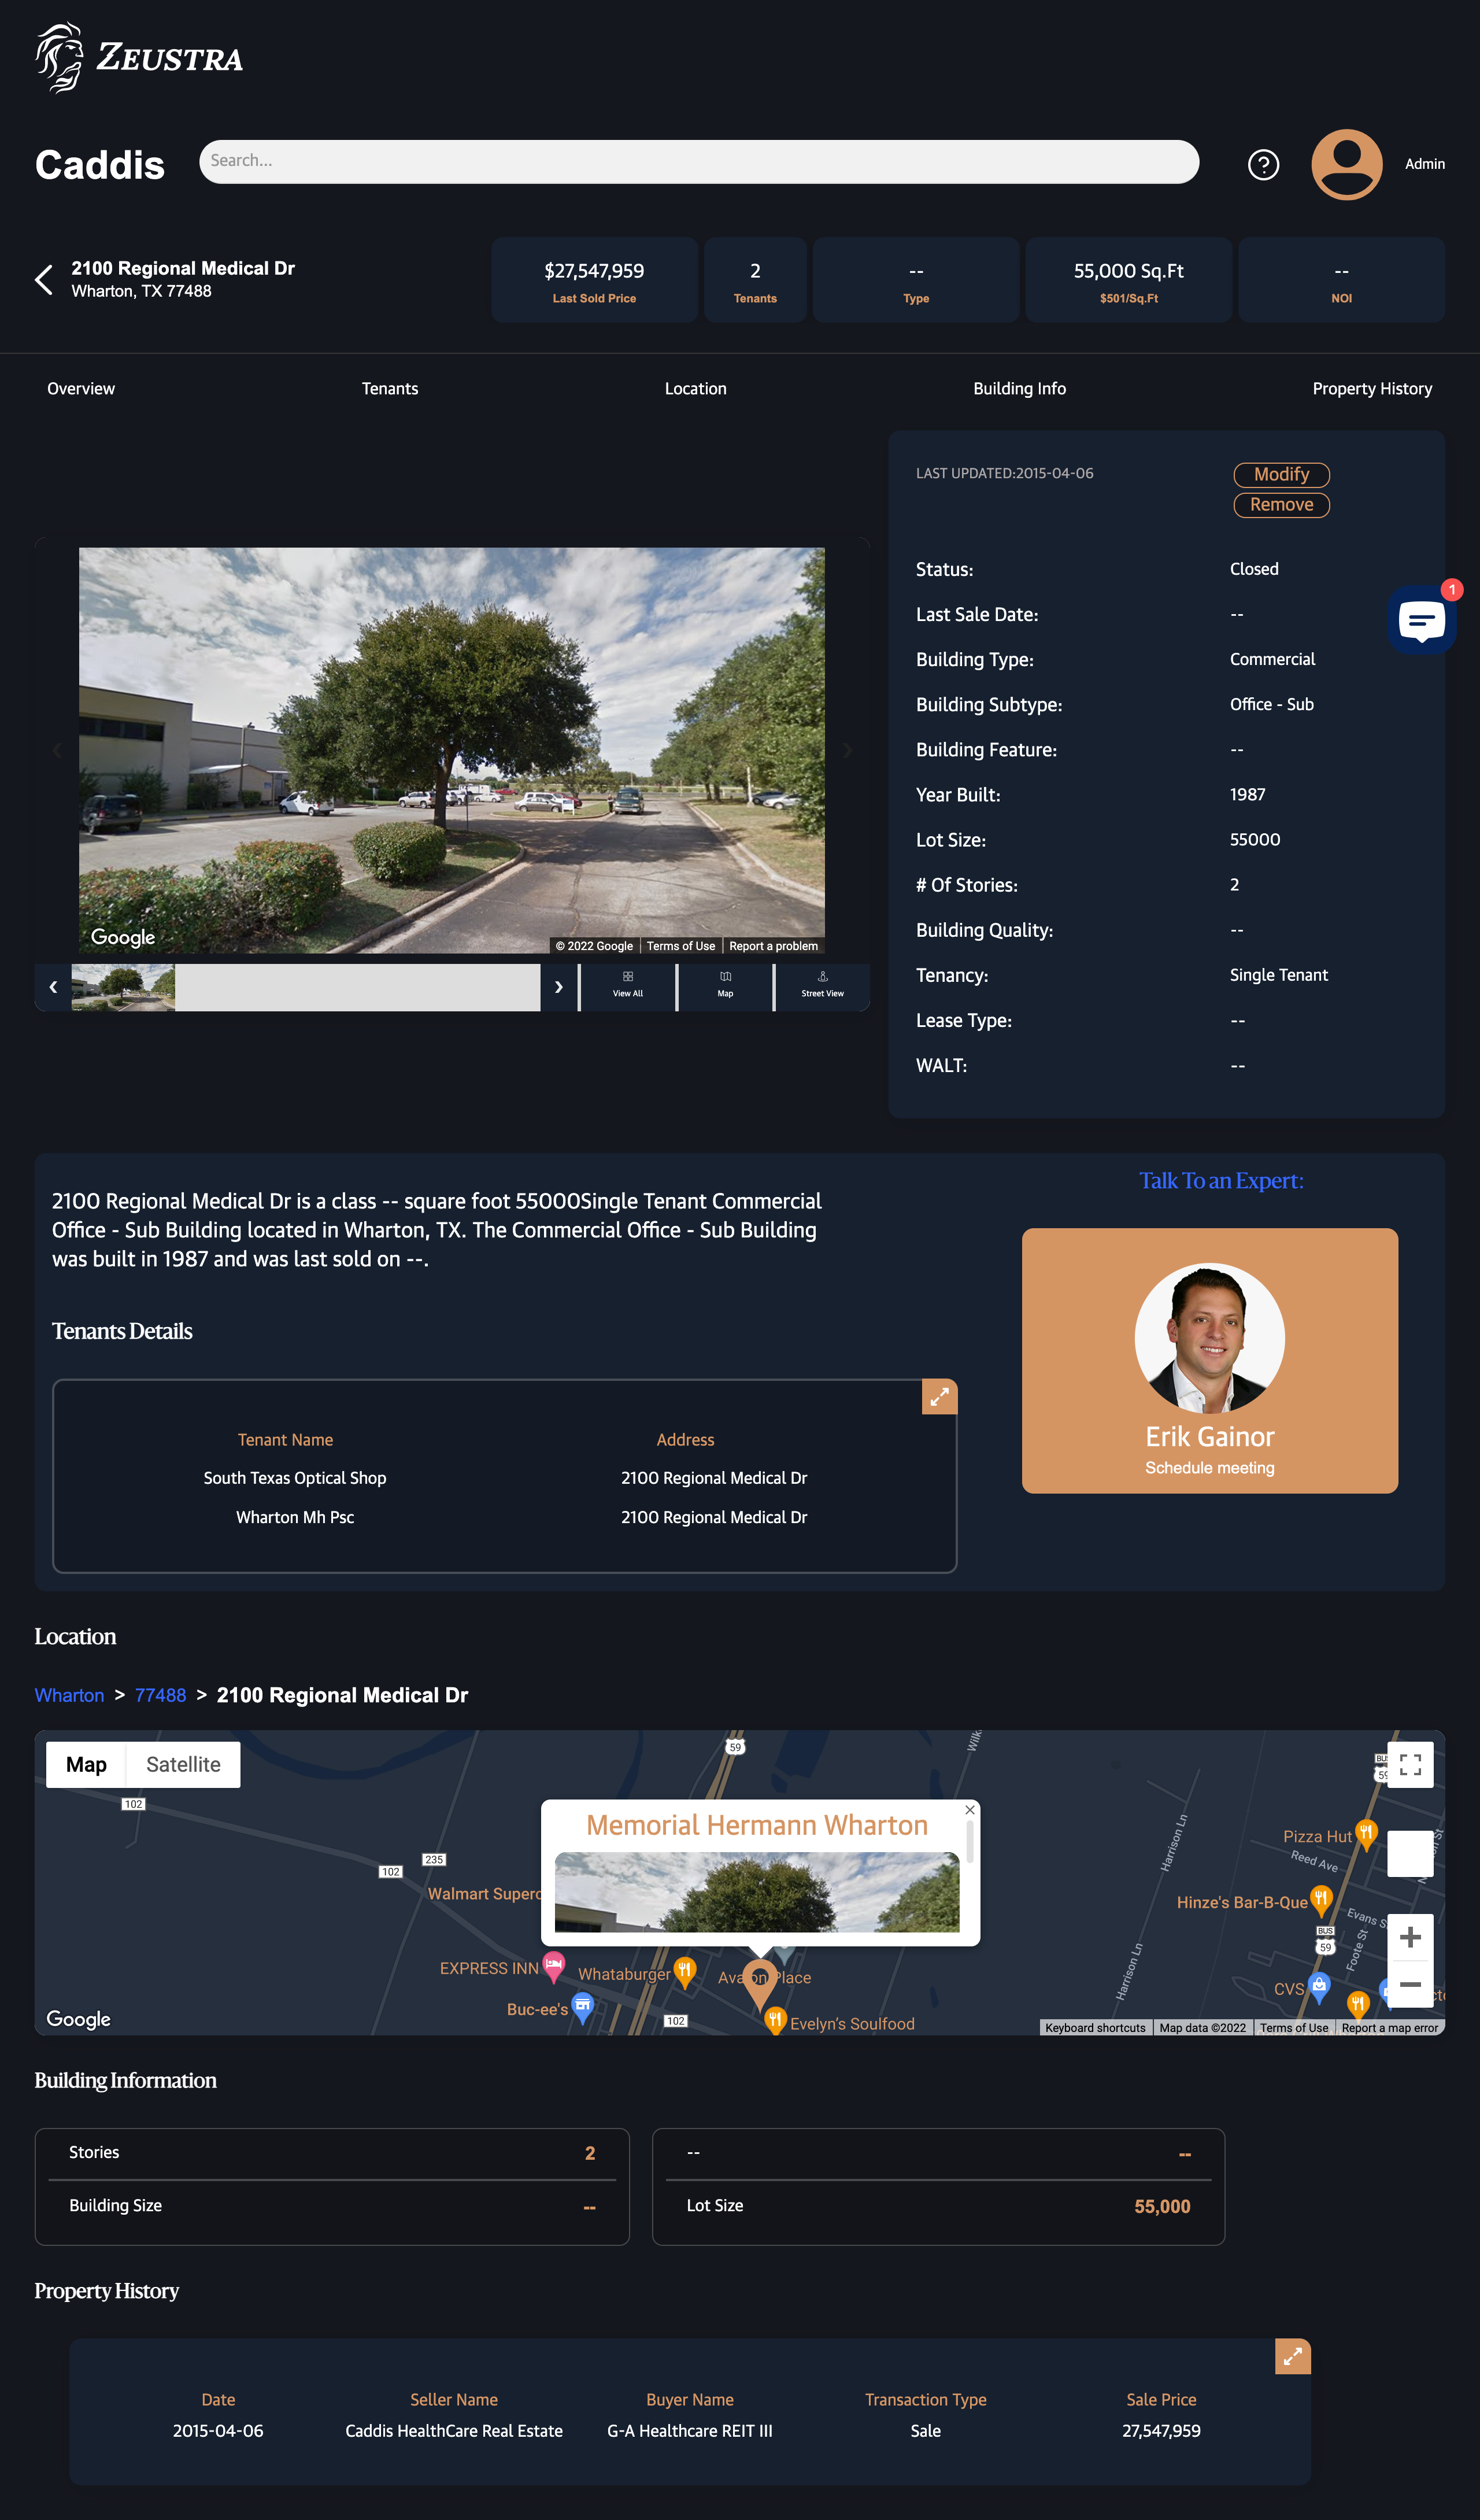 ZEUSTRA
Caddis
Search...
Admin
2100 Regional Medical Dr
Wharton, TX 77488
$27,547,959
Last Sold Price
2
Tenants
--
Type
55,000 Sq.Ft
$501/Sq.Ft
--
NOI
Overview
Tenants
Location
Building Info
Property History
LAST UPDATED:2015-04-06
Modify
Remove
Status: Closed
1
Last Sale Date: --
Building Type: Commercial
Building Subtype: Office - Sub
Building Feature: --
Year Built: 1987
Lot Size: 55000
# Of Stories: 2
Building Quality: --
Tenancy: Single Tenant
Lease Type: --
WALT: --
Google
© 2022 Google
Terms of Use
Report a problem
View All
Map
Street View
2100 Regional Medical Dr is a class -- square foot 55000Single Tenant Commercial
Office - Sub Building located in Wharton, TX. The Commercial Office - Sub Building
was built in 1987 and was last sold on --.
Talk To an Expert:
Erik Gainor
Schedule meeting
Tenants Details
Tenant Name Address
South Texas Optical Shop 2100 Regional Medical Dr
Wharton Mh Psc 2100 Regional Medical Dr
Location
Wharton > 77488 > 2100 Regional Medical Dr
Map
Satellite
59
102
102
235
Walmart
Memorial Hermann Wharton
EXPRESS INN
Whataburger
Avalon Place
Buc-ee's
102
Evelyn's Soulfood
Harrison Ln
Harrison Ln
Pizza Hut
Reed Ave
Hinze's Bar-B-Que
BUS
59
Foote St
CVS
Google
Keyboard shortcuts
Map data ©2022
Terms of Use
Report a map error
Building Information
Stories 2
Building Size --
-- --
Lot Size 55,000
Property History
Date Seller Name Buyer Name Transaction Type Sale Price
2015-04-06 Caddis HealthCare Real Estate G-A Healthcare REIT III Sale 27,547,959